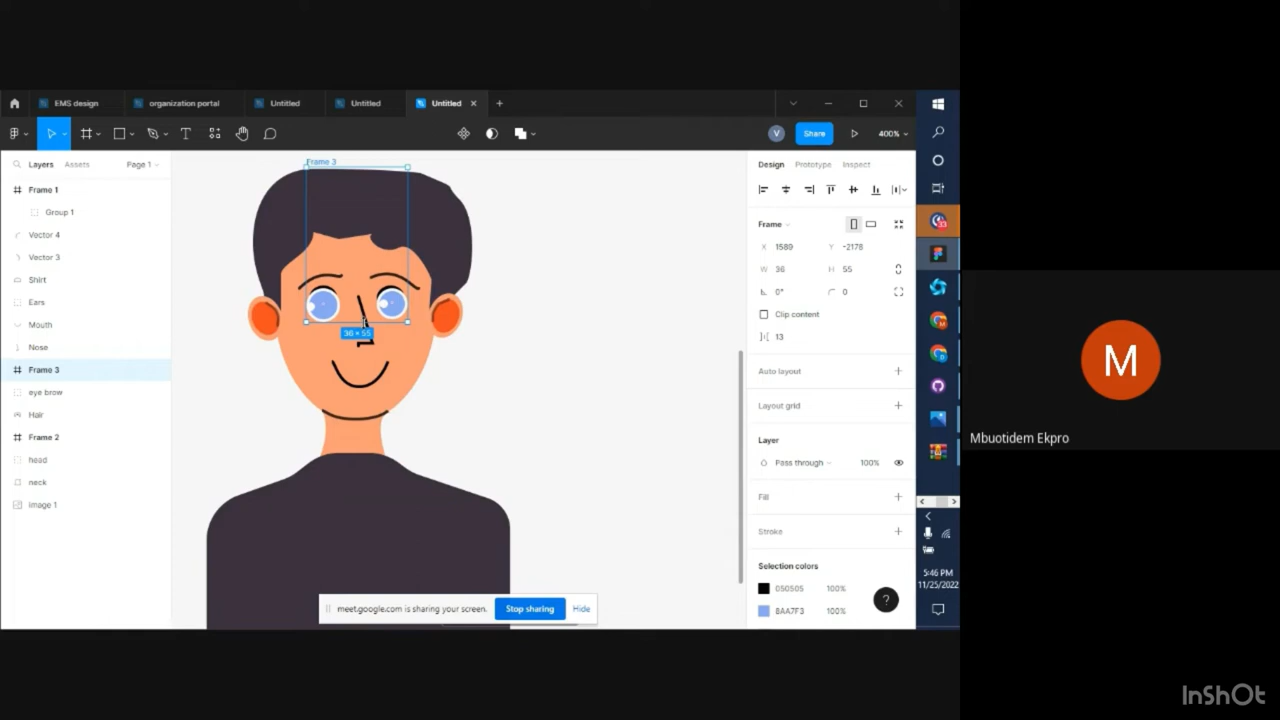 EMS design
organization portal
Untitled
Untitled
Untitled
Share
400%
Layers
Assets
Page 1
Frame 1
Group 1
Vector 4
Vector 3
Shirt
Ears
Mouth
Nose
Frame 3
eye brow
Hair
Frame 2
head
neck
Image 1
Frame 3
36 × 55
Design
Prototype
Inspect
Frame
X 1589
Y -2178
W 36
H 55
0°
0
Clip content
13
Auto layout
Layout grid
Layer
Pass through
100%
Fill
Stroke
Selection colors
050505 100%
8AA7F3 100%
V
?
meet.google.com is sharing your screen.
Stop sharing
Hide
5:46 PM
11/25/2022
M
Mbuotidem Ekpro
InShOt